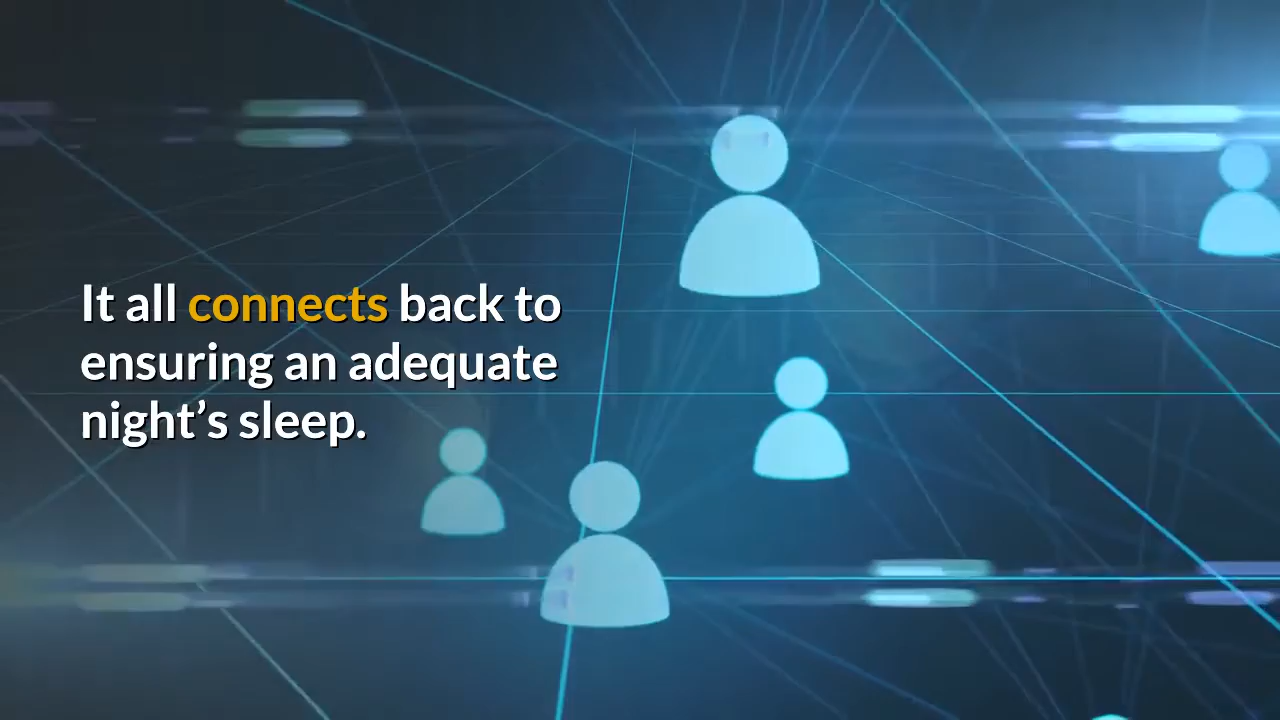 It all connects back to
ensuring an adequate
night’s sleep.